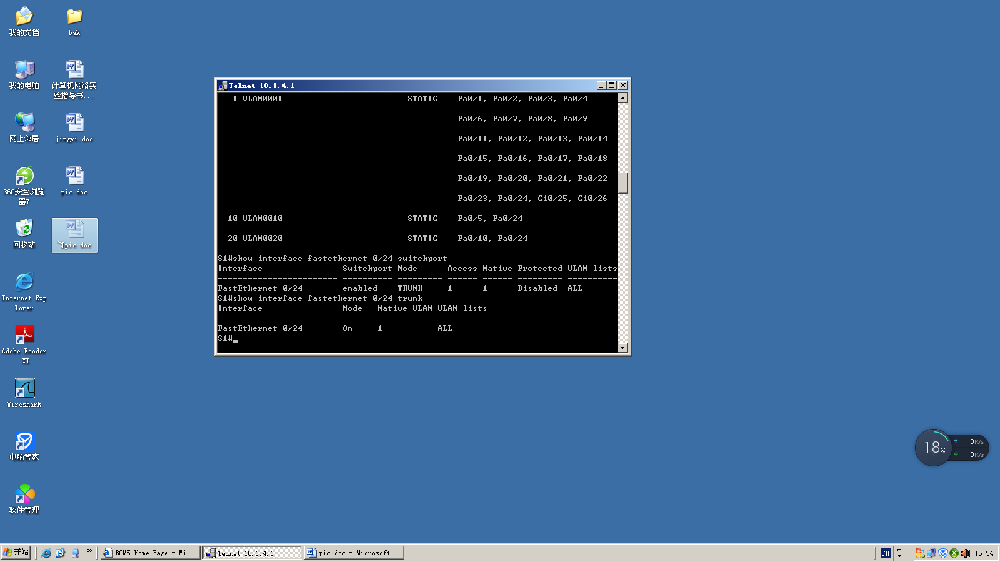 我的文档
bak
我的电脑
计算机网络实
验指导书...
网上邻居
jingyi.doc
360安全浏览
器7
pic.doc
回收站
~$pic.doc
Internet Exp
lorer
Adobe Reader
XI
Wireshark
电脑管家
软件管理
Telnet 10.1.4.1
1 VLAN0001 STATIC Fa0/1, Fa0/2, Fa0/3, Fa0/4
Fa0/6, Fa0/7, Fa0/8, Fa0/9
Fa0/11, Fa0/12, Fa0/13, Fa0/14
Fa0/15, Fa0/16, Fa0/17, Fa0/18
Fa0/19, Fa0/20, Fa0/21, Fa0/22
Fa0/23, Fa0/24, Gi0/25, Gi0/26
10 VLAN0010 STATIC Fa0/5, Fa0/24
20 VLAN0020 STATIC Fa0/10, Fa0/24
S1#show interface fastethernet 0/24 switchport
Interface Switchport Mode Access Native Protected VLAN lists
------------------------ ---------- --------- ------ ------ --------- ----------
FastEthernet 0/24 enabled TRUNK 1 1 Disabled ALL
S1#show interface fastethernet 0/24 trunk
Interface Mode Native VLAN VLAN lists
------------------------ ------ ----------- ----------
FastEthernet 0/24 On 1 ALL
S1#_
18%
0K/s
0K/s
开始
»
RCMS Home Page - Mi...
Telnet 10.1.4.1
pic.doc - Microsoft...
CH
15:54